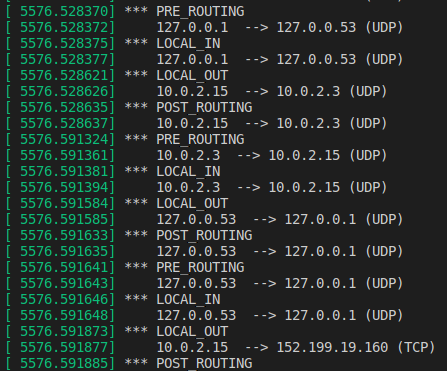 [ 5576.528370] *** PRE_ROUTING
[ 5576.528372]     127.0.0.1  --> 127.0.0.53 (UDP)
[ 5576.528375] *** LOCAL_IN
[ 5576.528377]     127.0.0.1  --> 127.0.0.53 (UDP)
[ 5576.528621] *** LOCAL_OUT
[ 5576.528626]     10.0.2.15  --> 10.0.2.3 (UDP)
[ 5576.528635] *** POST_ROUTING
[ 5576.528637]     10.0.2.15  --> 10.0.2.3 (UDP)
[ 5576.591324] *** PRE_ROUTING
[ 5576.591361]     10.0.2.3  --> 10.0.2.15 (UDP)
[ 5576.591381] *** LOCAL_IN
[ 5576.591394]     10.0.2.3  --> 10.0.2.15 (UDP)
[ 5576.591584] *** LOCAL_OUT
[ 5576.591585]     127.0.0.53  --> 127.0.0.1 (UDP)
[ 5576.591633] *** POST_ROUTING
[ 5576.591635]     127.0.0.53  --> 127.0.0.1 (UDP)
[ 5576.591641] *** PRE_ROUTING
[ 5576.591643]     127.0.0.53  --> 127.0.0.1 (UDP)
[ 5576.591646] *** LOCAL_IN
[ 5576.591648]     127.0.0.53  --> 127.0.0.1 (UDP)
[ 5576.591873] *** LOCAL_OUT
[ 5576.591877]     10.0.2.15  --> 152.199.19.160 (TCP)
[ 5576.591885] *** POST_ROUTING